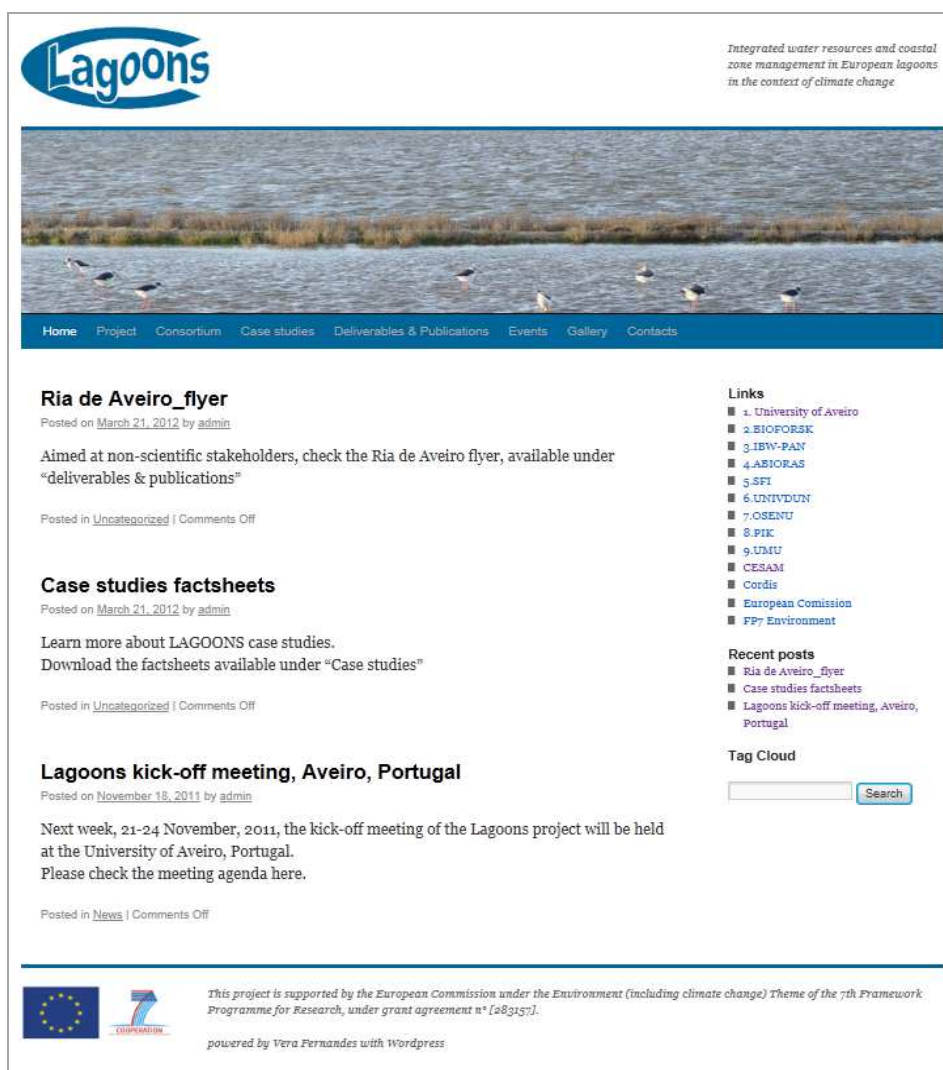 Lagoons
Integrated water resources and coastal
zone management in European lagoons
in the context of climate change
Home Project Consortium Case studies Deliverables & Publications Events Gallery Contacts
Ria de Aveiro_flyer
Posted on March 21, 2012 by admin
Aimed at non-scientific stakeholders, check the Ria de Aveiro flyer, available under
“deliverables & publications”
Posted in Uncategorized | Comments Off
Case studies factsheets
Posted on March 21, 2012 by admin
Learn more about LAGOONS case studies.
Download the factsheets available under “Case studies”
Posted in Uncategorized | Comments Off
Lagoons kick-off meeting, Aveiro, Portugal
Posted on November 18, 2011 by admin
Next week, 21-24 November, 2011, the kick-off meeting of the Lagoons project will be held
at the University of Aveiro, Portugal.
Please check the meeting agenda here.
Posted in News | Comments Off
Links
1. University of Aveiro
2.BIOFORSK
3.IBW-PAN
4.ABIORAS
5.SFI
6.UNIVDUN
7.OSENU
8.PIK
9.UMU
CESAM
Cordis
European Comission
FP7 Environment
Recent posts
Ria de Aveiro_flyer
Case studies factsheets
Lagoons kick-off meeting, Aveiro,
Portugal
Tag Cloud
Search
7
COOPERATION
This project is supported by the European Commission under the Environment (including climate change) Theme of the 7th Framework
Programme for Research, under grant agreement n° [283157].
powered by Vera Fernandes with Wordpress